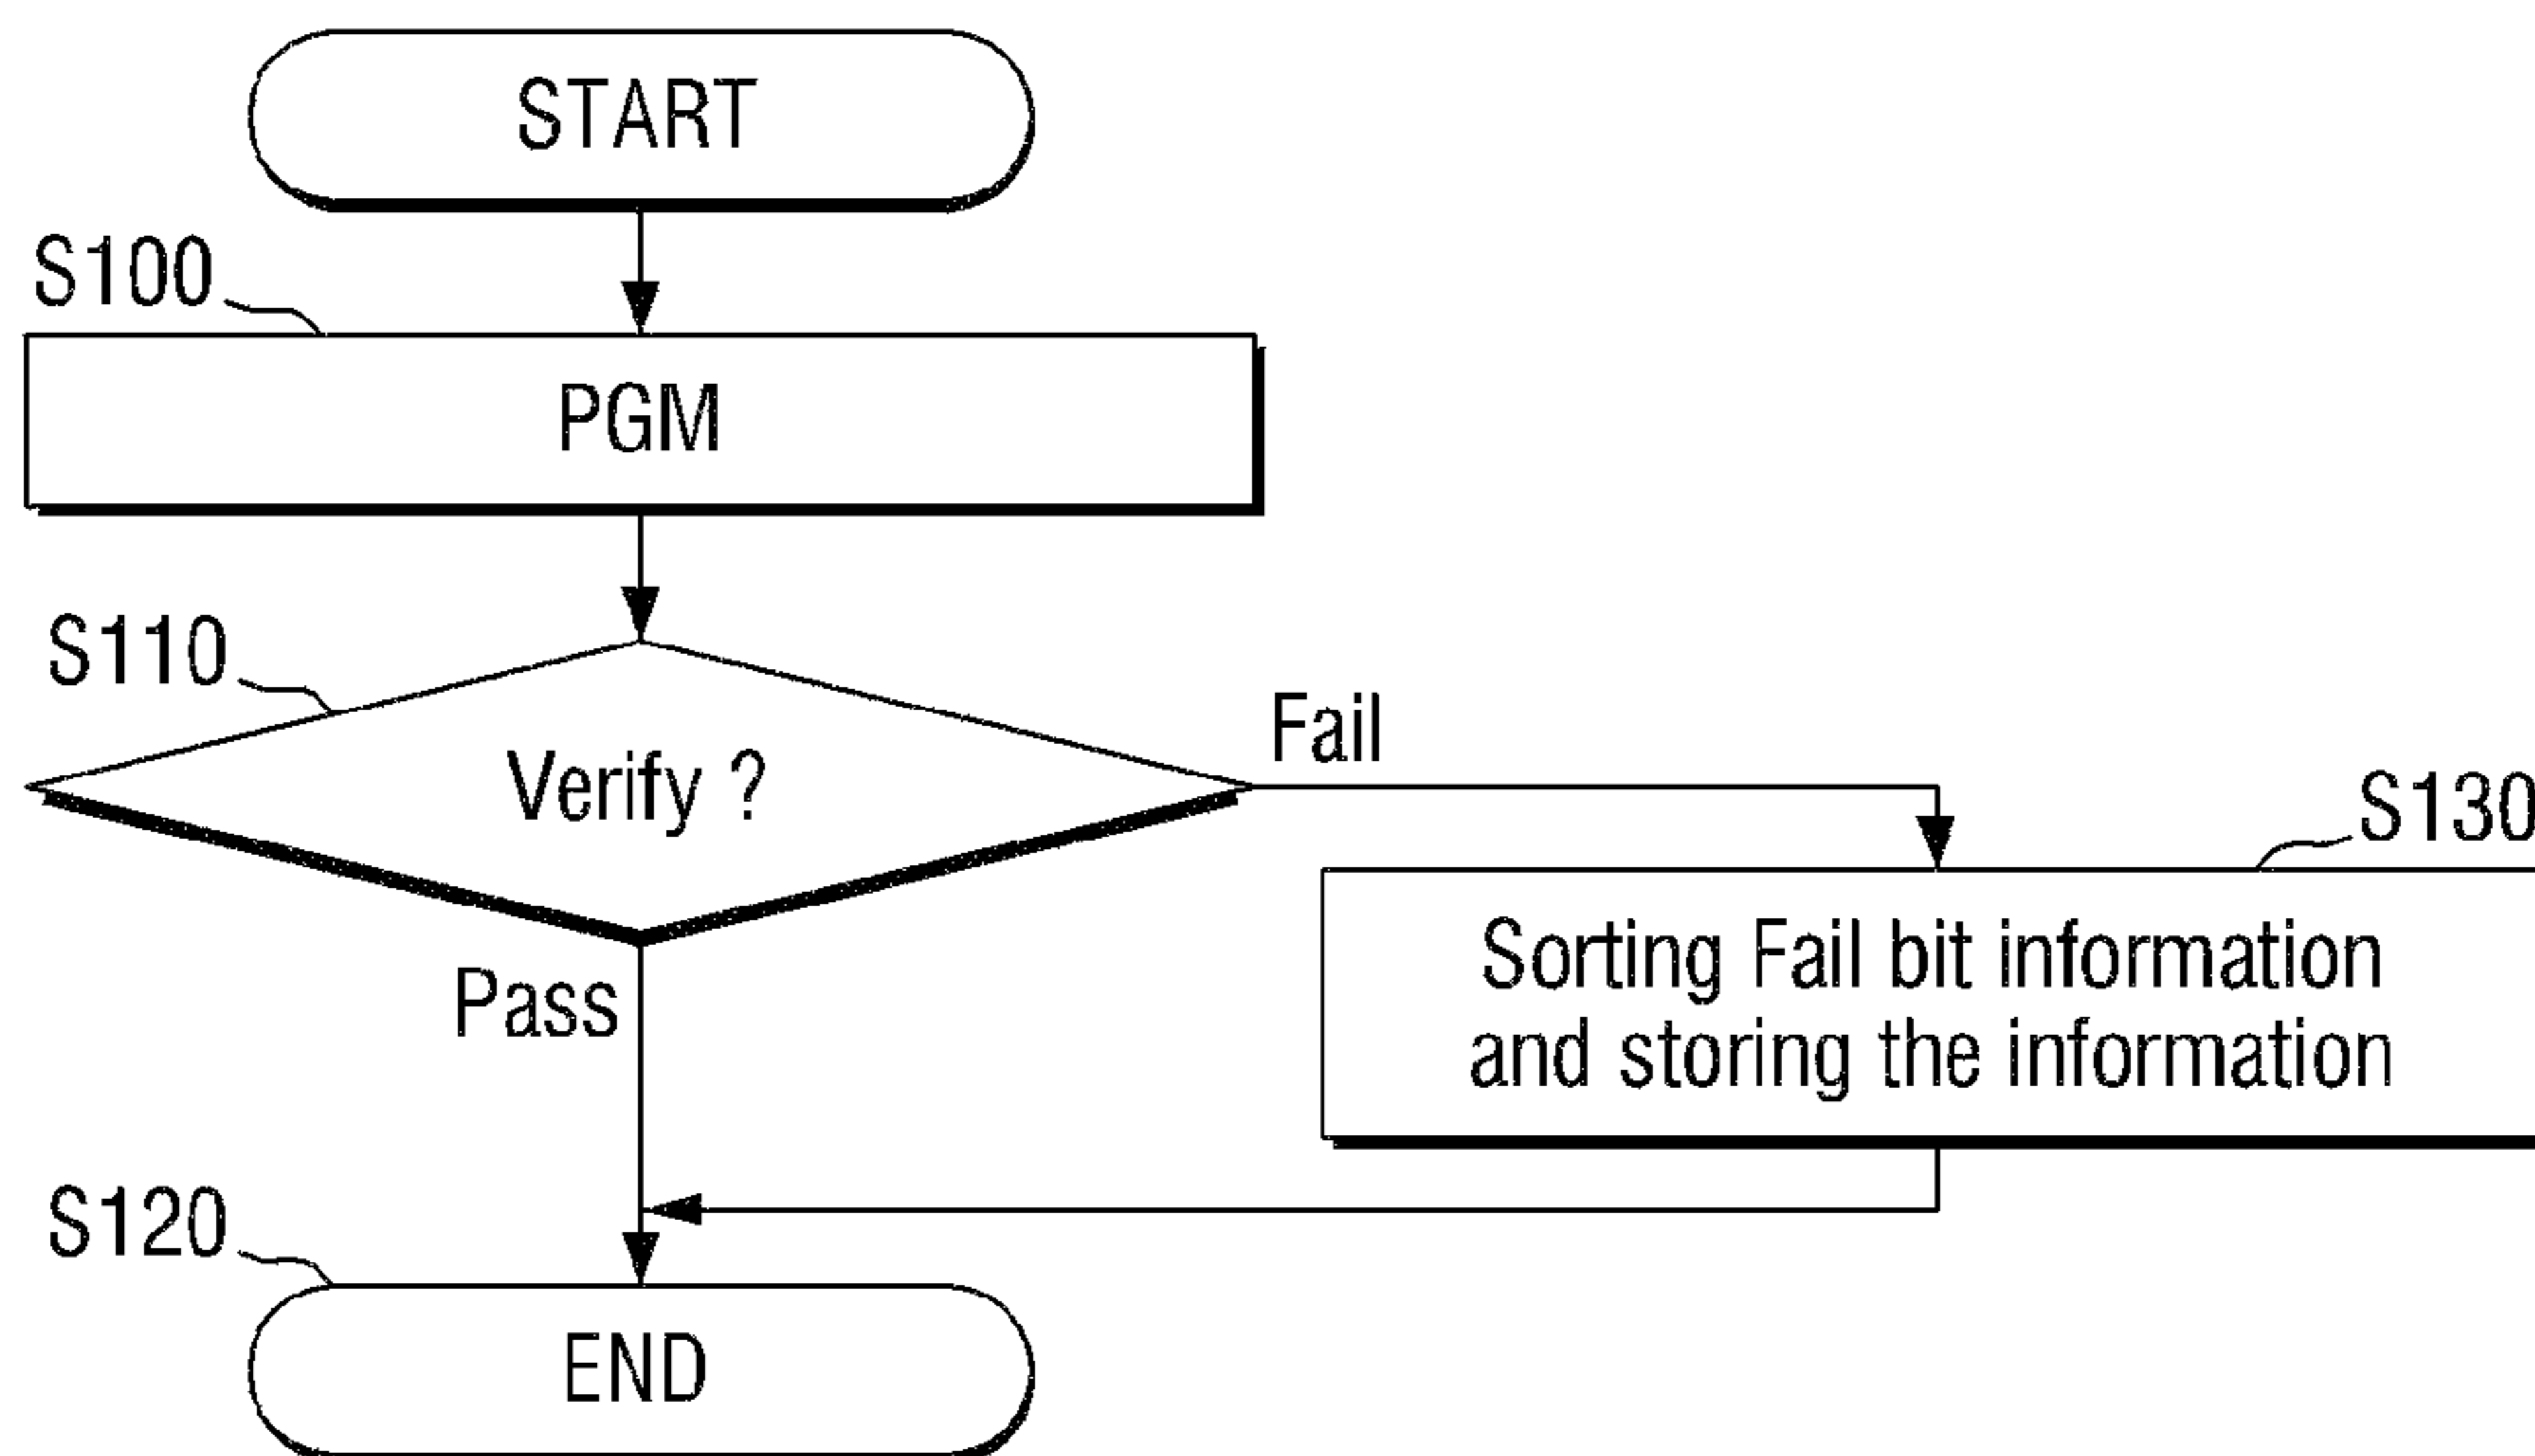 START
S100
PGM
S110
Verify ?
Fail
S130
Sorting Fail bit information
and storing the information
Pass
S120
END